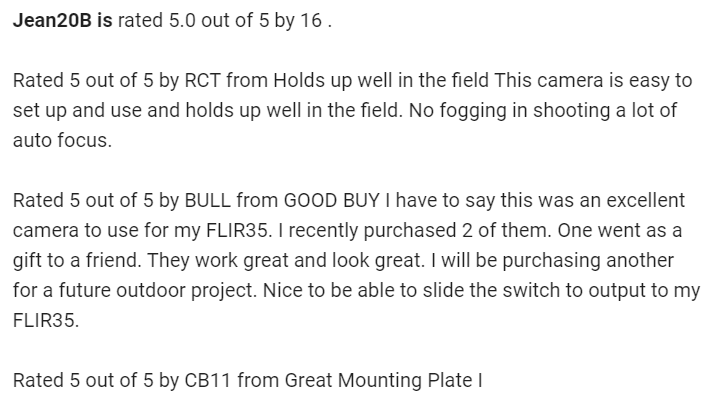 Jean20B is rated 5.0 out of 5 by 16 .
Rated 5 out of 5 by RCT from Holds up well in the field This camera is easy to
set up and use and holds up well in the field. No fogging in shooting a lot of
auto focus.
Rated 5 out of 5 by BULL from GOOD BUY I have to say this was an excellent
camera to use for my FLIR35. I recently purchased 2 of them. One went as a
gift to a friend. They work great and look great. I will be purchasing another
for a future outdoor project. Nice to be able to slide the switch to output to my
FLIR35.
Rated 5 out of 5 by CB11 from Great Mounting Plate I